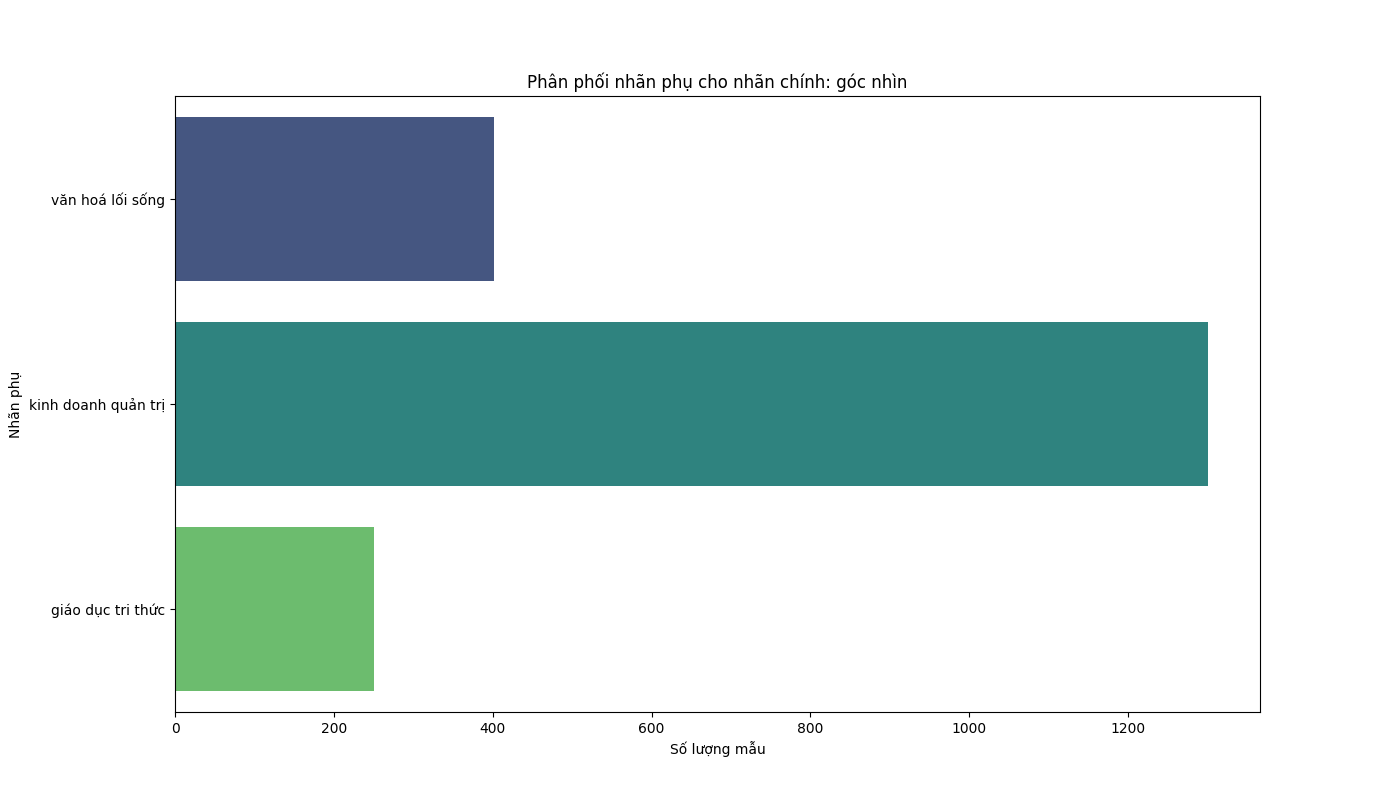 Phân phối nhãn phụ cho nhãn chính: góc nhìn
văn hoá lối sống
kinh doanh quản trị
giáo dục tri thức
Nhãn phụ
0 200 400 600 800 1000 1200
Số lượng mẫu